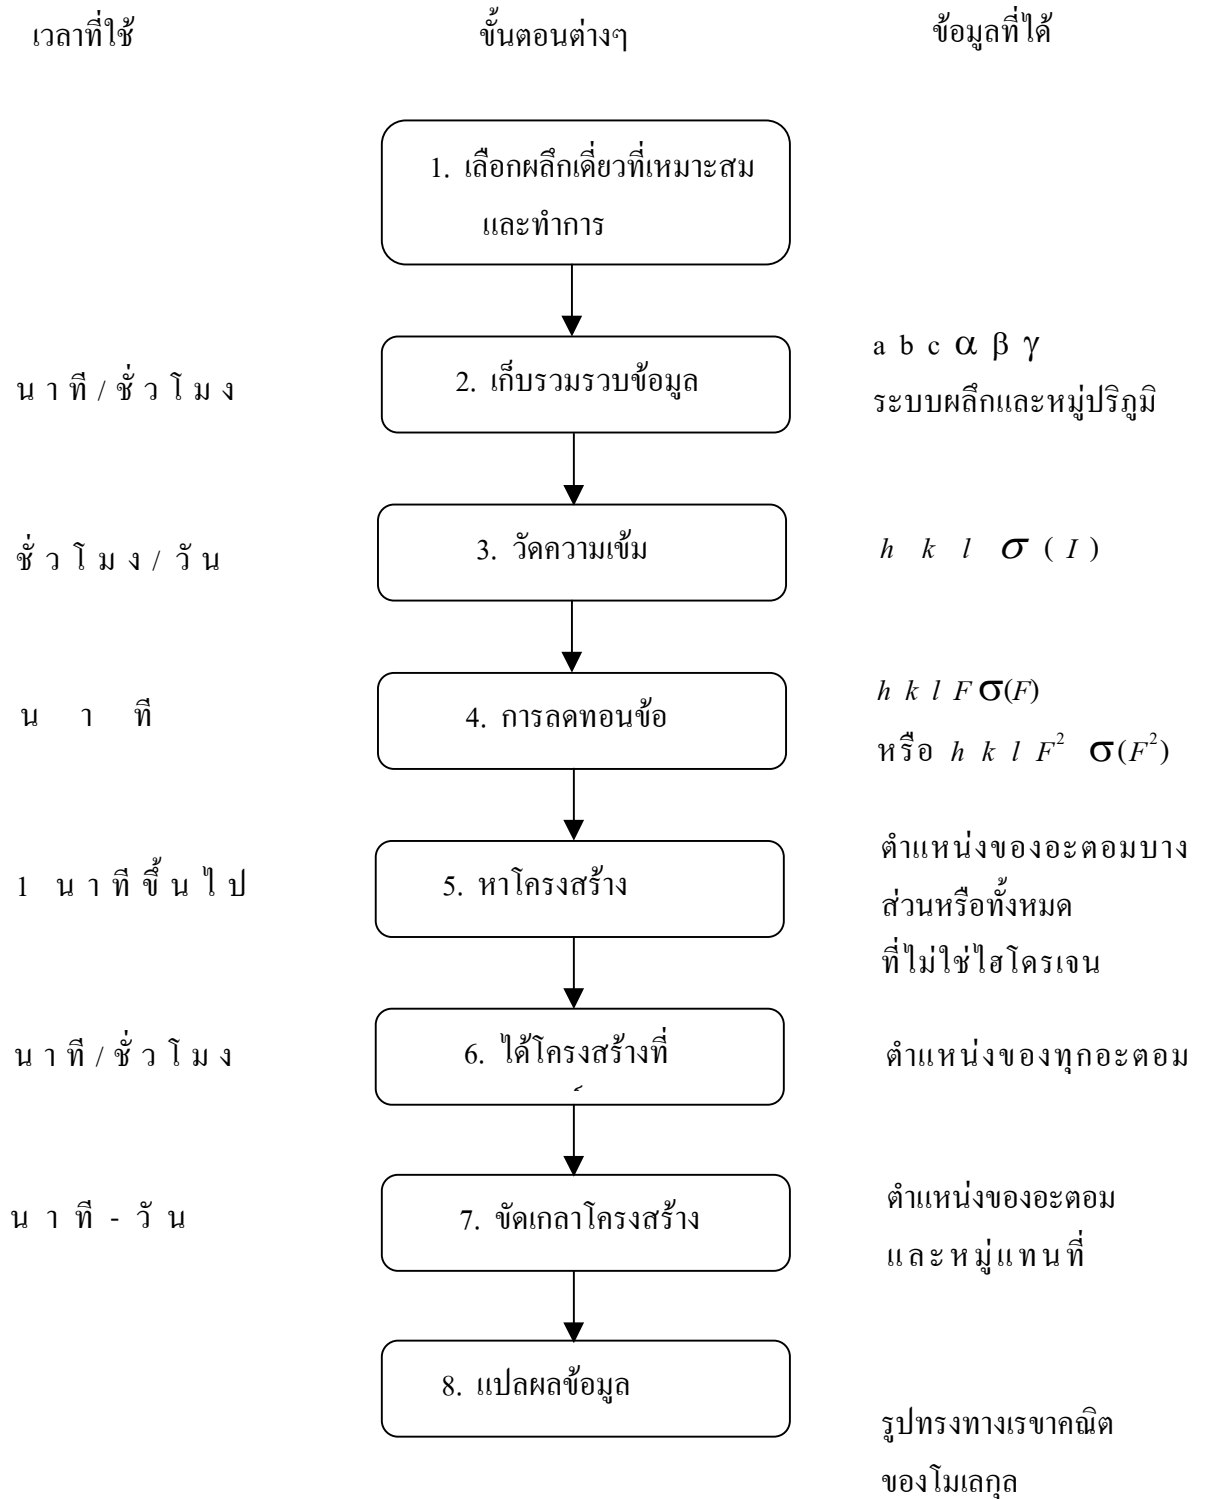 เวลาที่ใช้ ขั้นตอนต่างๆ ข้อมูลที่ได้
1. เลือกผลึกเดี่ยวที่เหมาะสม
และทำการ
a b c α β γ
นาที/ชั่วโมง 2. เก็บรวมรวบข้อมูล
ระบบผลึกและหมู่ปริภูมิ
ชั่วโมง/วัน 3. วัดความเข้ม h k l σ (I)
h k l F σ(F)
นาที 4. การลดทอนข้อ
หรือ h k l F² σ(F²)
ตำแหน่งของอะตอมบาง
1 นาทีขึ้นไป 5. หาโครงสร้าง ส่วนหรือทั้งหมด
ที่ไม่ใช่ไฮโดรเจน
นาที/ชั่วโมง 6. ได้โครงสร้างที่ ตำแหน่งของทุกอะตอม
ตำแหน่งของอะตอม
นาที - วัน 7. ขัดเกลาโครงสร้าง
และหมู่แทนที่
8. แปลผลข้อมูล
รูปทรงทางเรขาคณิต
ของโมเลกุล